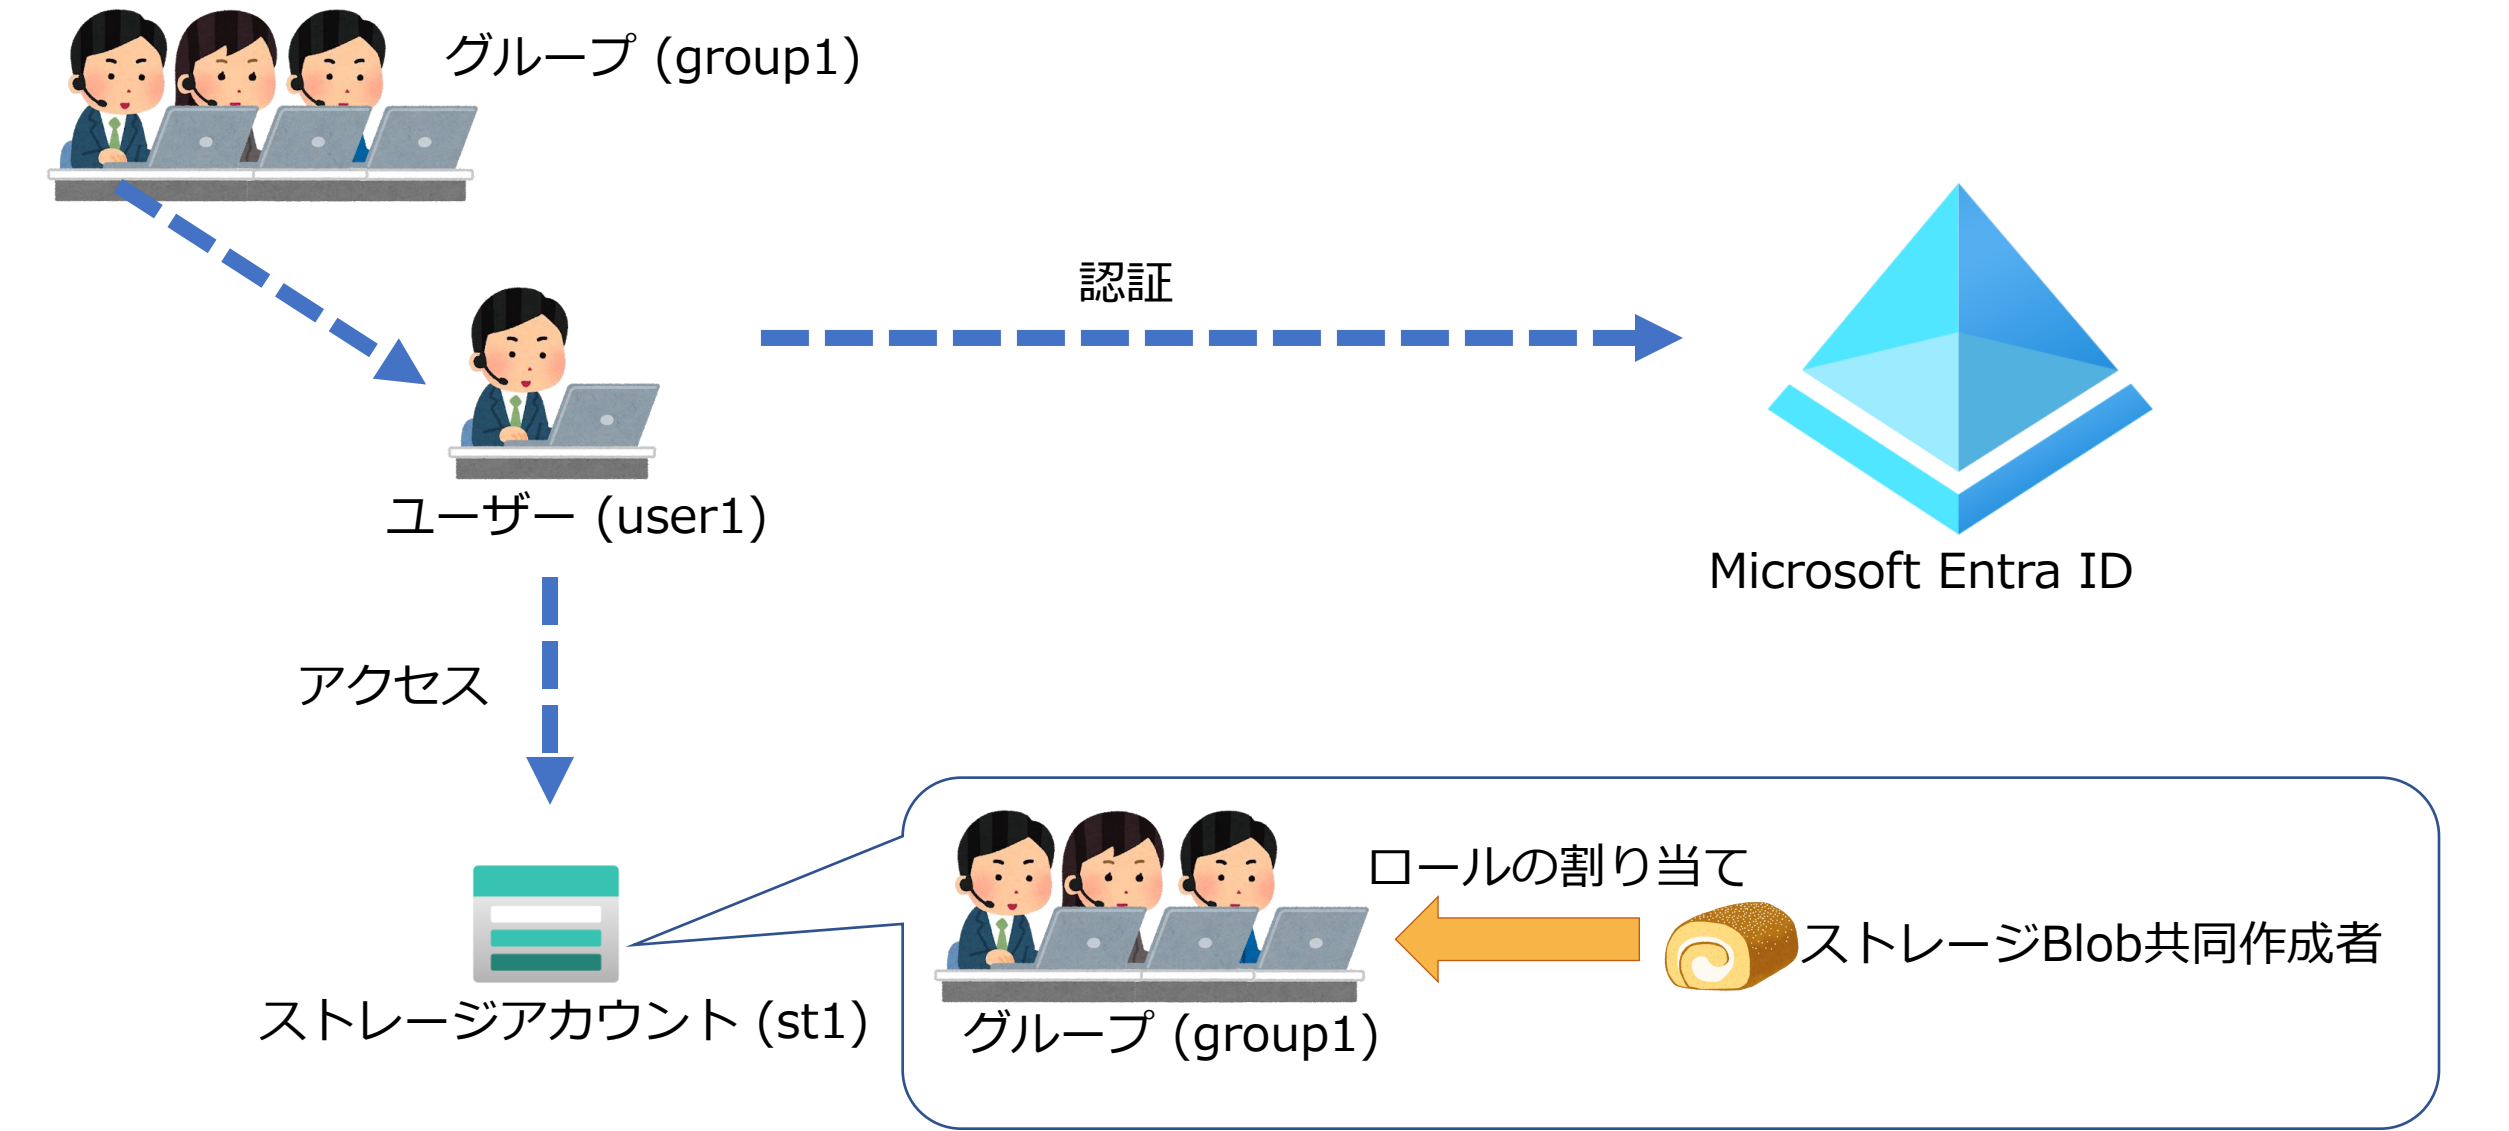 グループ (group1)
認証
ユーザー (user1)
Microsoft Entra ID
アクセス
ロールの割り当て
ストレージBlob共同作成者
ストレージアカウント (st1)
グループ (group1)